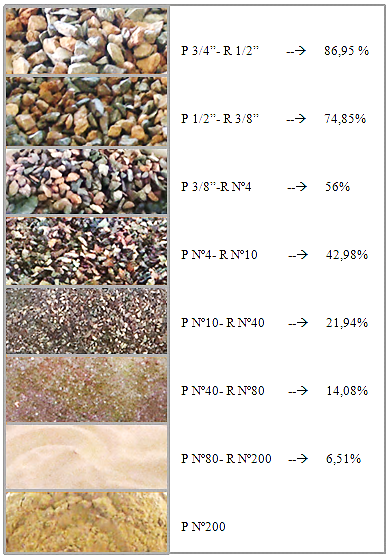 P 3/4”- R 1/2” --→ 86,95 %
P 1/2”- R 3/8” --→ 74,85%
P 3/8”-R Nº4 --→ 56%
P Nº4- R Nº10 --→ 42,98%
P Nº10- R Nº40 --→ 21,94%
P Nº40- R Nº80 --→ 14,08%
P Nº80- R Nº200 --→ 6,51%
P Nº200